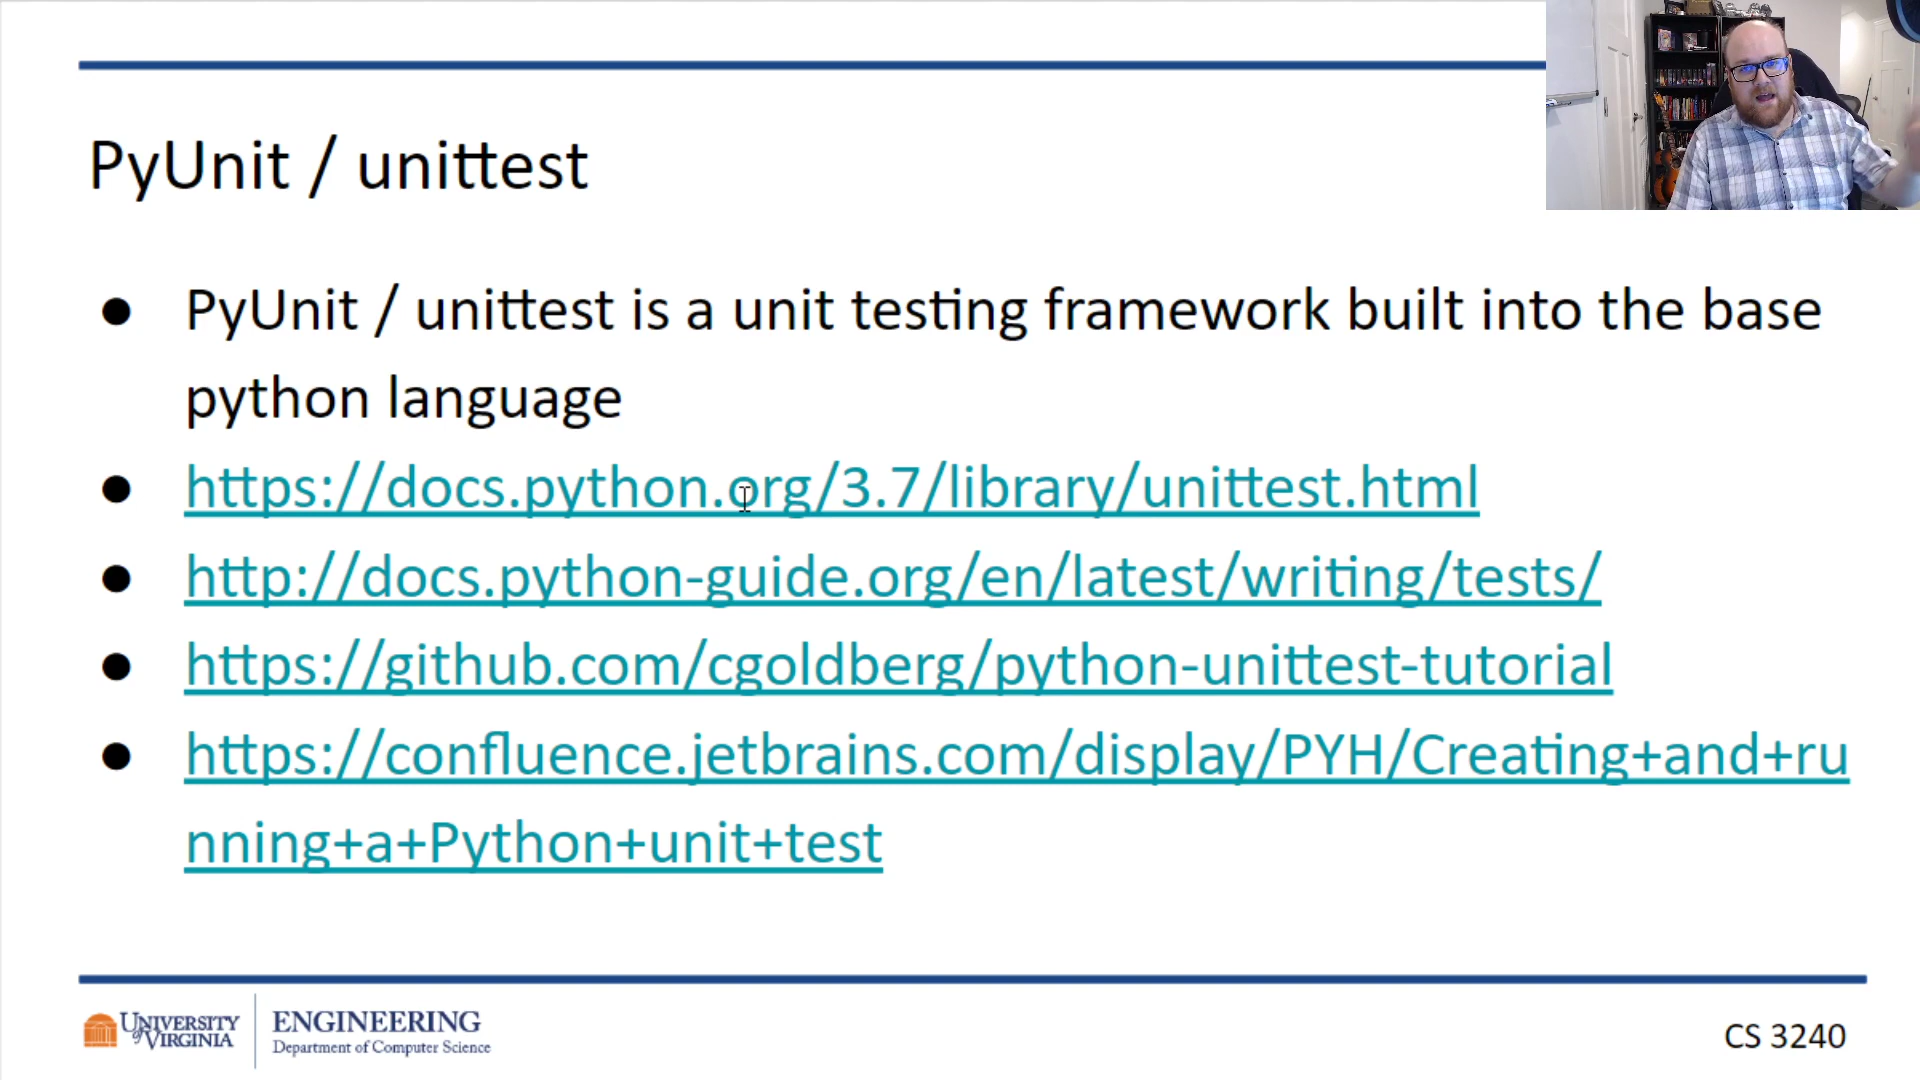 PyUnit / unittest
● PyUnit / unittest is a unit testing framework built into the base
python language
● https://docs.python.org/3.7/library/unittest.html
● http://docs.python-guide.org/en/latest/writing/tests/
● https://github.com/cgoldberg/python-unittest-tutorial
● https://confluence.jetbrains.com/display/PYH/Creating+and+ru
nning+a+Python+unit+test
UNIVERSITY
of VIRGINIA
ENGINEERING
Department of Computer Science
CS 3240